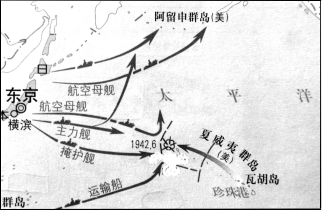 阿留申群岛(美)
日
航空母舰
东京
航空母舰
太平洋
横滨
本
主力舰
1942.6
夏威夷群岛
(美)
掩护舰
瓦胡岛
珍珠港
运输船
群岛